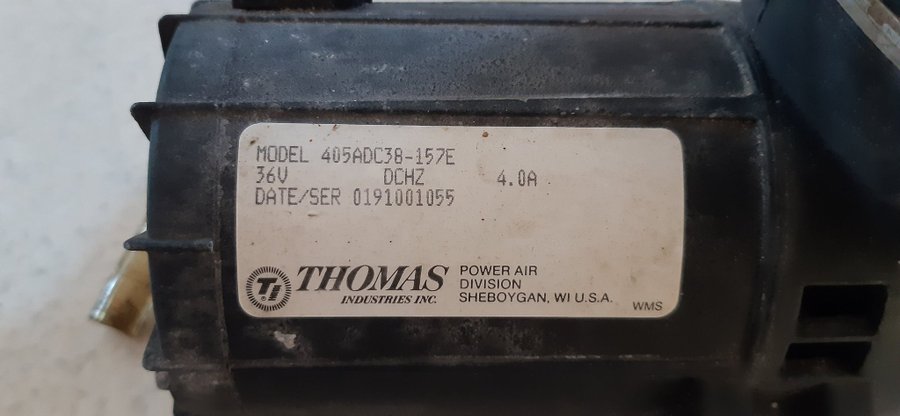 MODEL 405ADC38-157E
36V DCHZ 4.0A
DATE/SER 0191001055
TI ® THOMAS
INDUSTRIES INC.
POWER AIR
DIVISION
SHEBOYGAN, WI U.S.A.
WMS